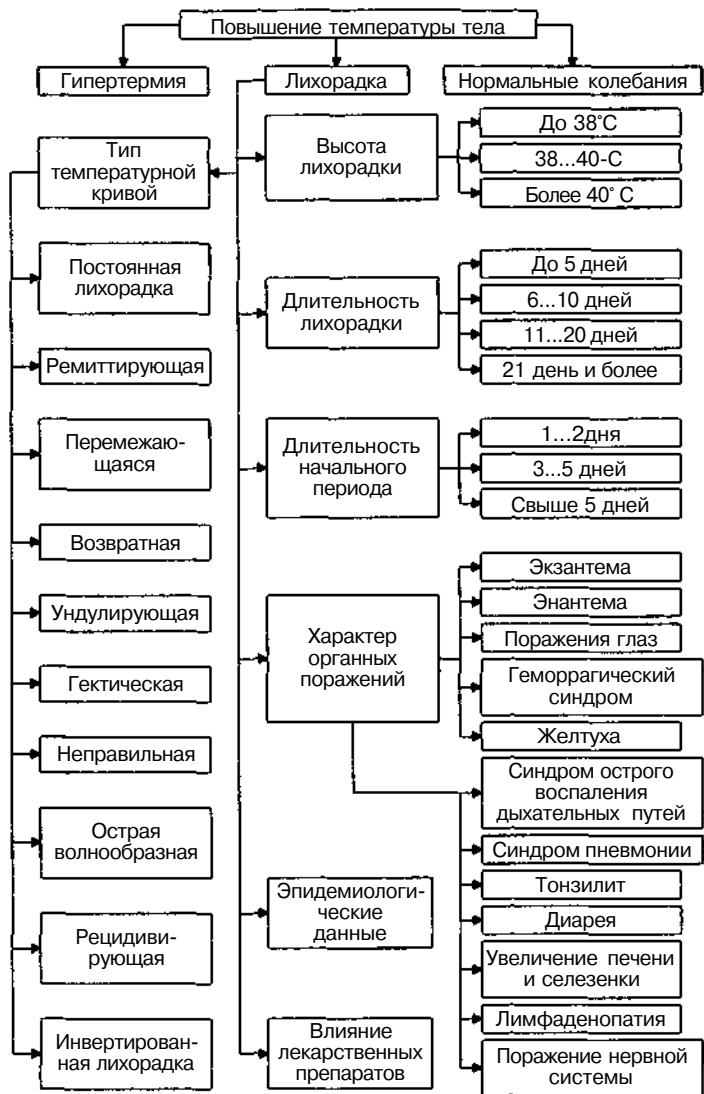 Повышение температуры тела
Гипертермия
Лихорадка
Нормальные колебания
Тип
температурной
кривой
Высота
лихорадки
До 38°С
38...40-С
Более 40° С
Постоянная
лихорадка
Ремиттирующая
Перемежаю-
щаяся
Возвратная
Ундулирующая
Гектическая
Неправильная
Острая
волнообразная
Рецидиви-
рующая
Инвертирован-
ная лихорадка
Длительность
лихорадки
До 5 дней
6...10 дней
11...20 дней
21 день и более
Длительность
начального
периода
1...2дня
3...5 дней
Свыше 5 дней
Характер
органных
поражений
Экзантема
Энантема
Поражения глаз
Геморрагический
синдром
Желтуха
Синдром острого
воспаления
дыхательных путей
Синдром пневмонии
Тонзилит
Диарея
Увеличение печени
и селезенки
Лимфаденопатия
Поражение нервной
системы
Эпидемиологи-
ческие
данные
Влияние
лекарственных
препаратов